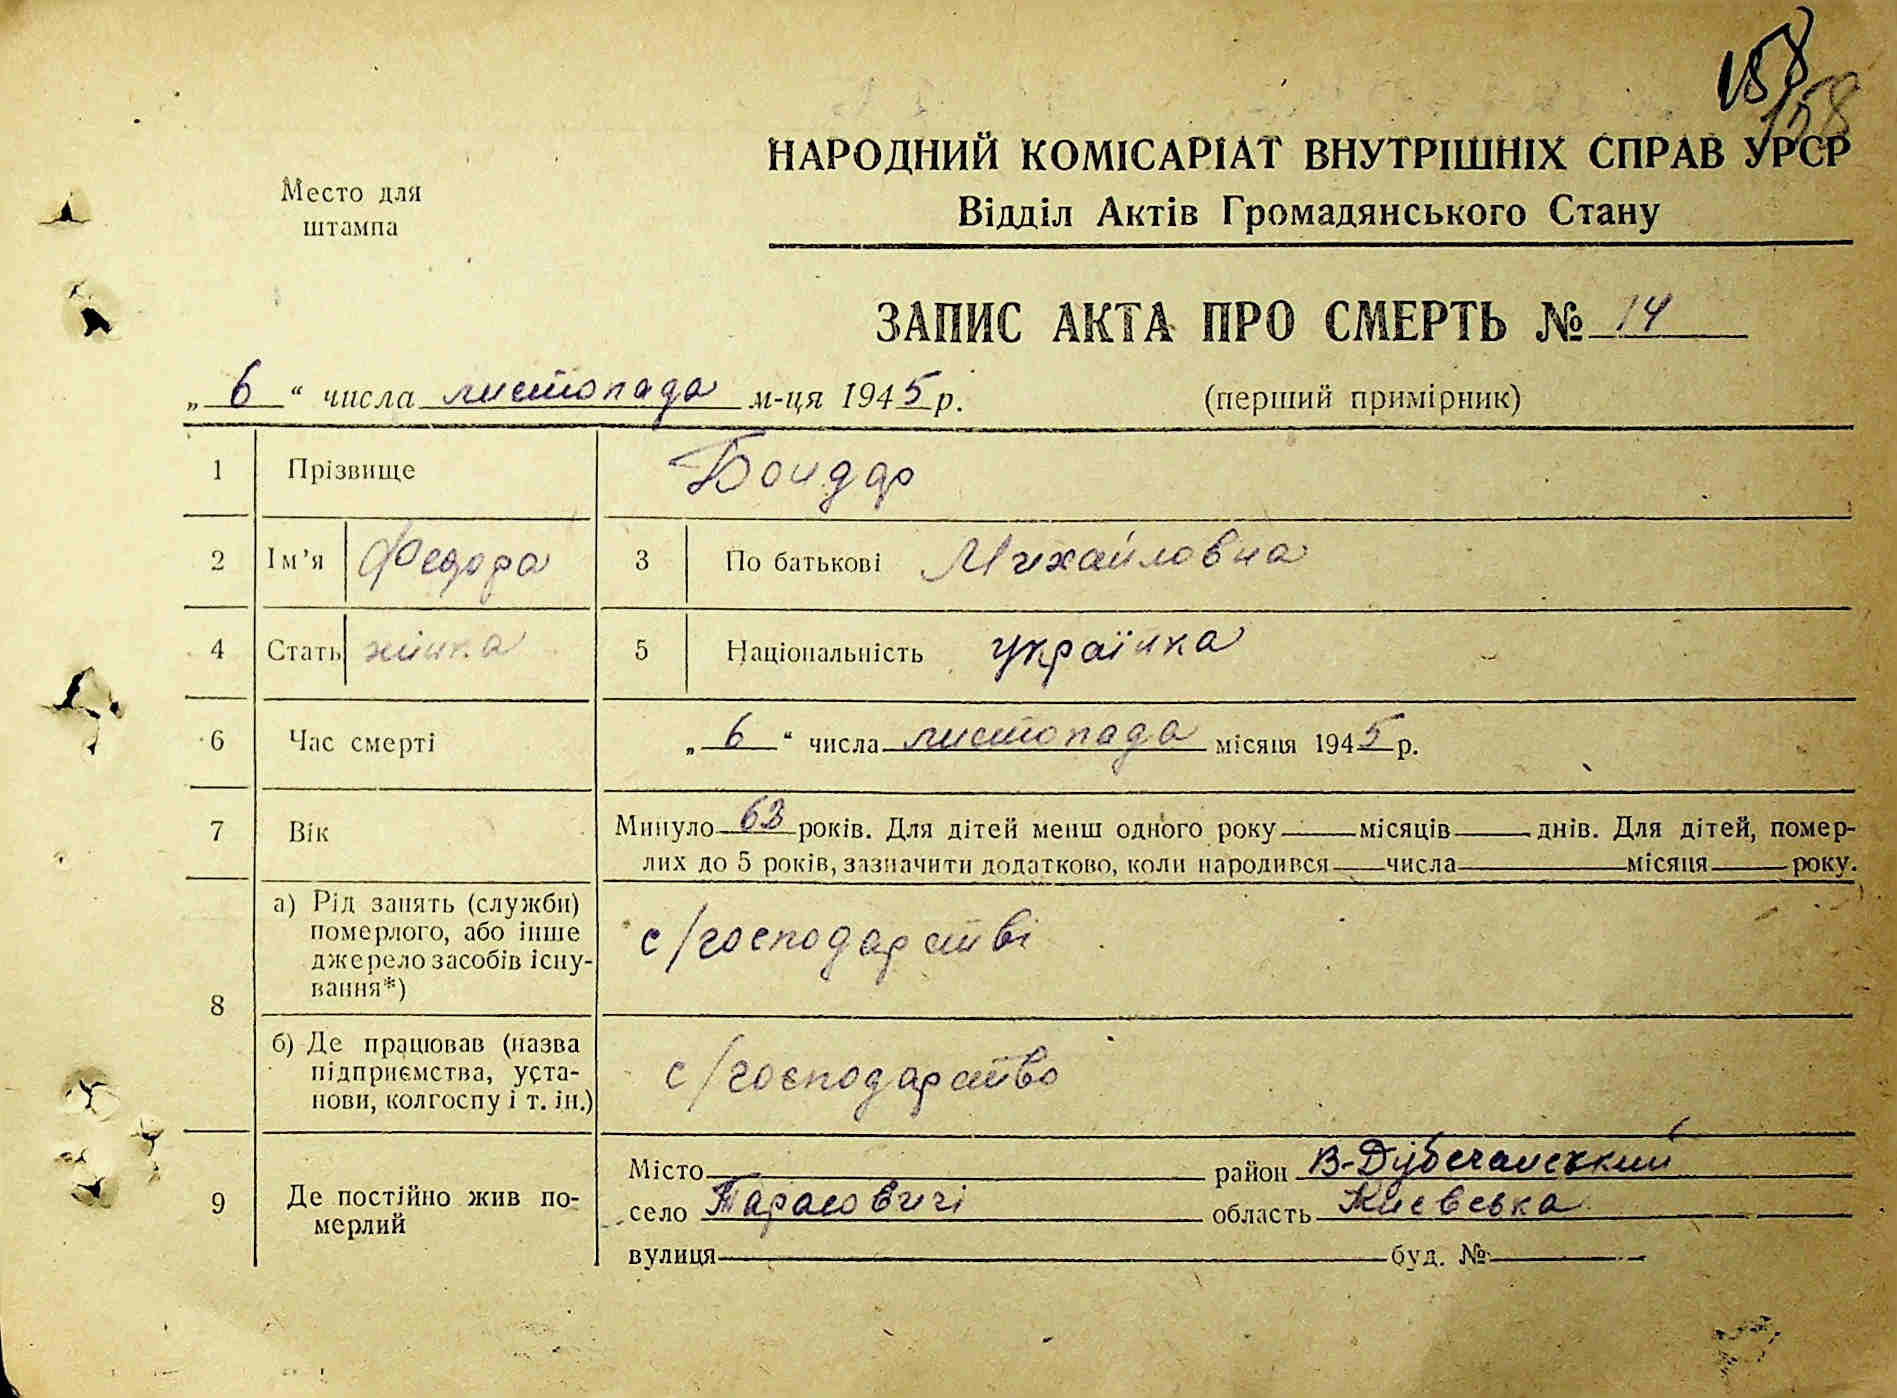 158
158
НАРОДНИЙ КОМІСАРІАТ ВНУТРІШНІХ СПРАВ УРСР
Место для
штампа
Відділ Актів Громадянського Стану
ЗАПИС АКТА ПРО СМЕРТЬ № 14
„ 6 “ числа листопада м-ця 1945 р. (перший примірник)
1 Прізвище Бондар
2 Ім’я Федора 3 По батькові Михайловна
4 Стать жінка 5 Національність українка
6 Час смерті „ 6 “ числа листопада місяця 1945 р.
7 Вік Минуло 63 років. Для дітей менш одного року — місяців — днів. Для дітей, помер-
лих до 5 років, зазначити додатково, коли народився — числа — місяця — року.
8 а) Рід занять (служби)
померлого, або інше
джерело засобів існу-
вання*)
с/господарстві
б) Де працював (назва
підприємства, уста-
нови, колгоспу і т. ін.)
с/господарство
9 Де постійно жив по-
мерлий
Місто район В-Дубечанський
село Тарасовичі область Києвська
вулиця буд. №